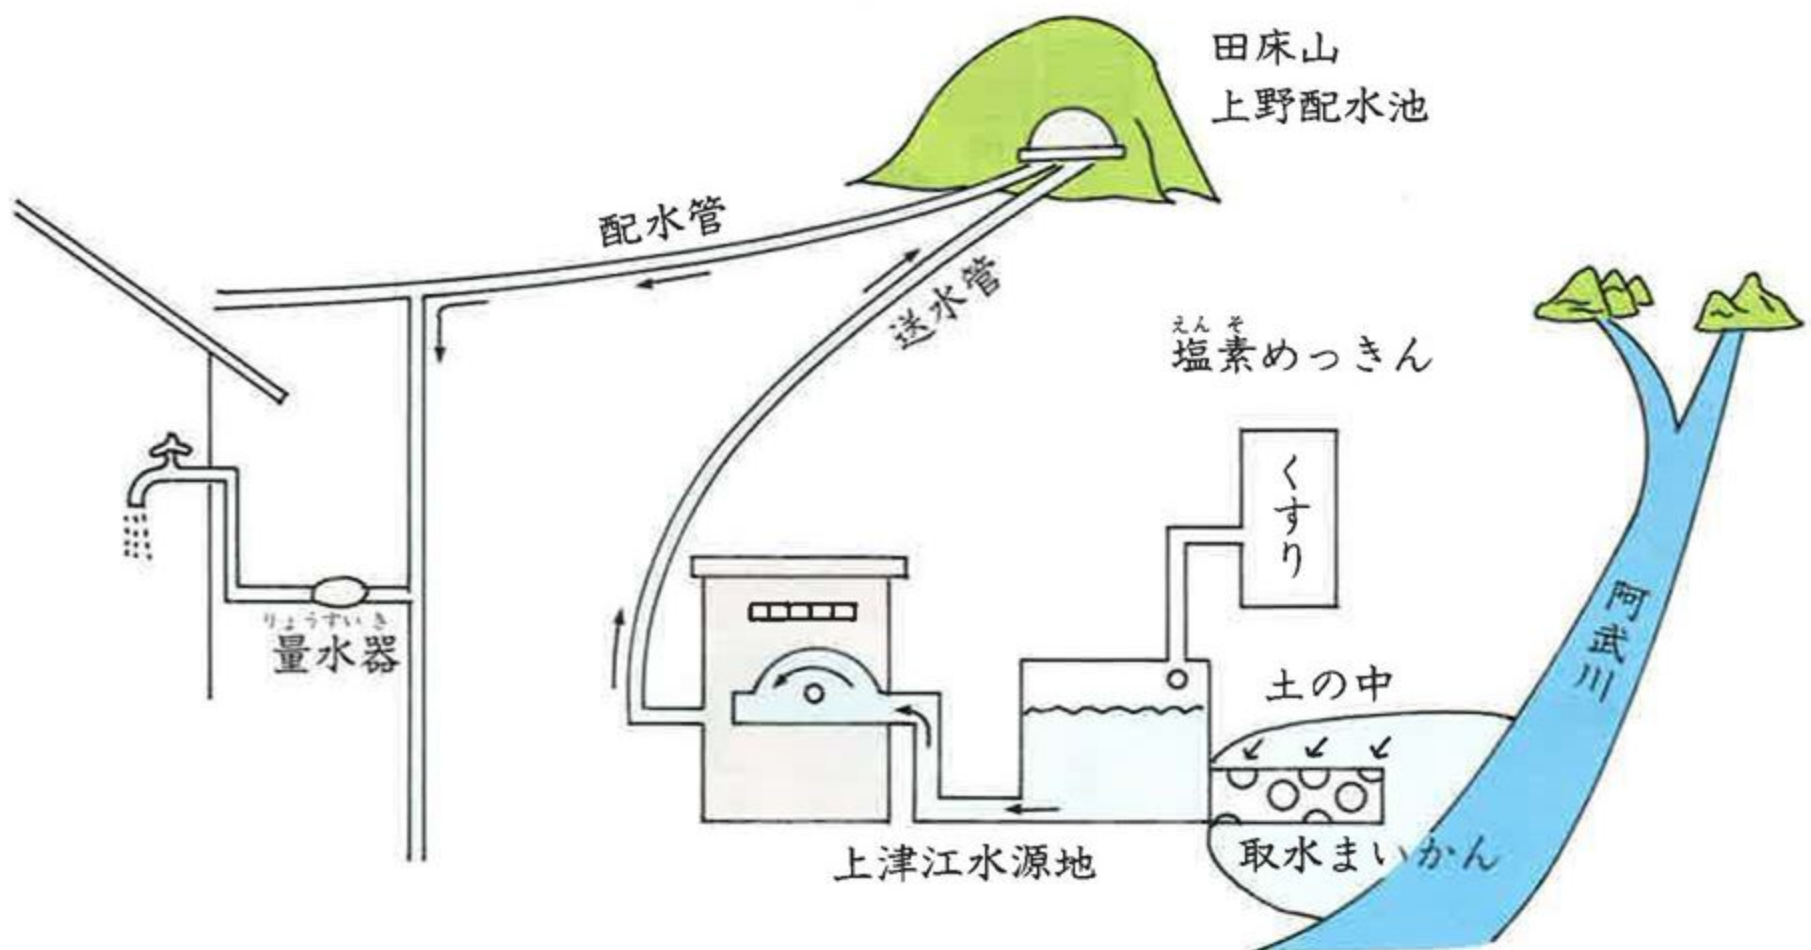 田床山
上野配水池
配水管
送水管
えんそ
塩素めっきん
くすり
阿武川
りょうすいき
量水器
土の中
取水まいかん
上津江水源地